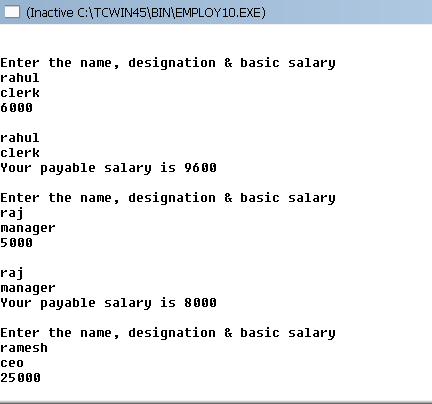 (Inactive C:\TCWIN45\BIN\EMPLOY10.EXE)
Enter the name, designation & basic salary
rahul
clerk
6000
rahul
clerk
Your payable salary is 9600
Enter the name, designation & basic salary
raj
manager
5000
raj
manager
Your payable salary is 8000
Enter the name, designation & basic salary
ramesh
ceo
25000